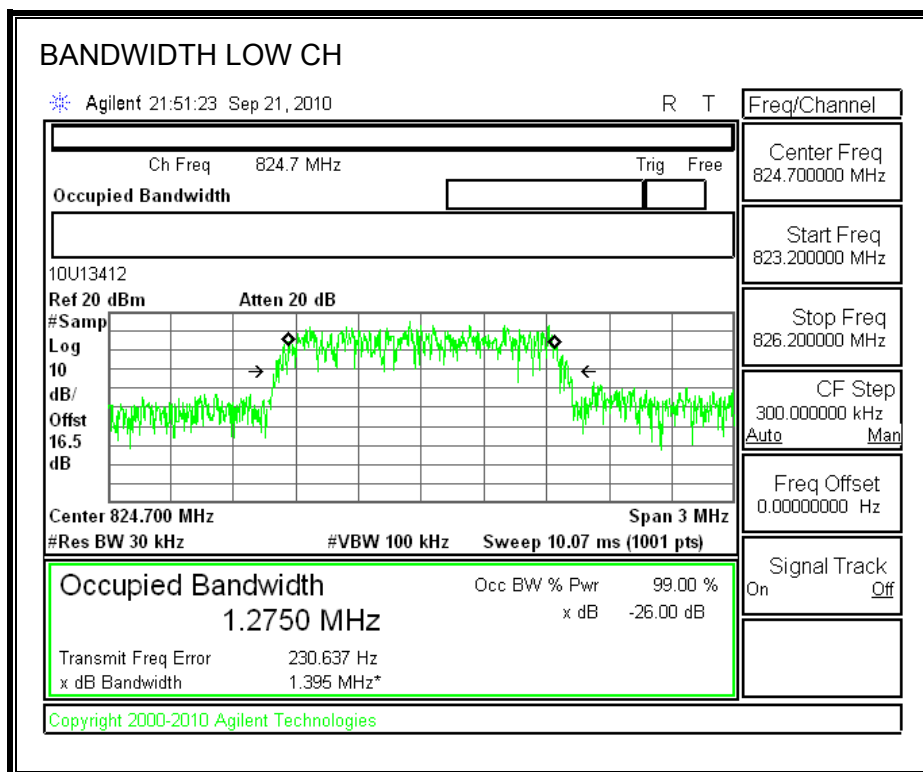 BANDWIDTH LOW CH
Agilent 21:51:23 Sep 21, 2010 R T
Freq/Channel
Ch Freq 824.7 MHz Trig Free
Occupied Bandwidth
Center Freq
824.700000 MHz
Start Freq
823.200000 MHz
Stop Freq
826.200000 MHz
CF Step
300.000000 kHz
Auto Man
Freq Offset
0.00000000 Hz
Signal Track
On Off
10U13412
Ref 20 dBm Atten 20 dB
#Samp
Log
10
dB/
Offst
16.5
dB
Center 824.700 MHz Span 3 MHz
#Res BW 30 kHz #VBW 100 kHz Sweep 10.07 ms (1001 pts)
Occupied Bandwidth Occ BW % Pwr 99.00 %
1.2750 MHz x dB -26.00 dB
Transmit Freq Error 230.637 Hz
x dB Bandwidth 1.395 MHz*
Copyright 2000-2010 Agilent Technologies